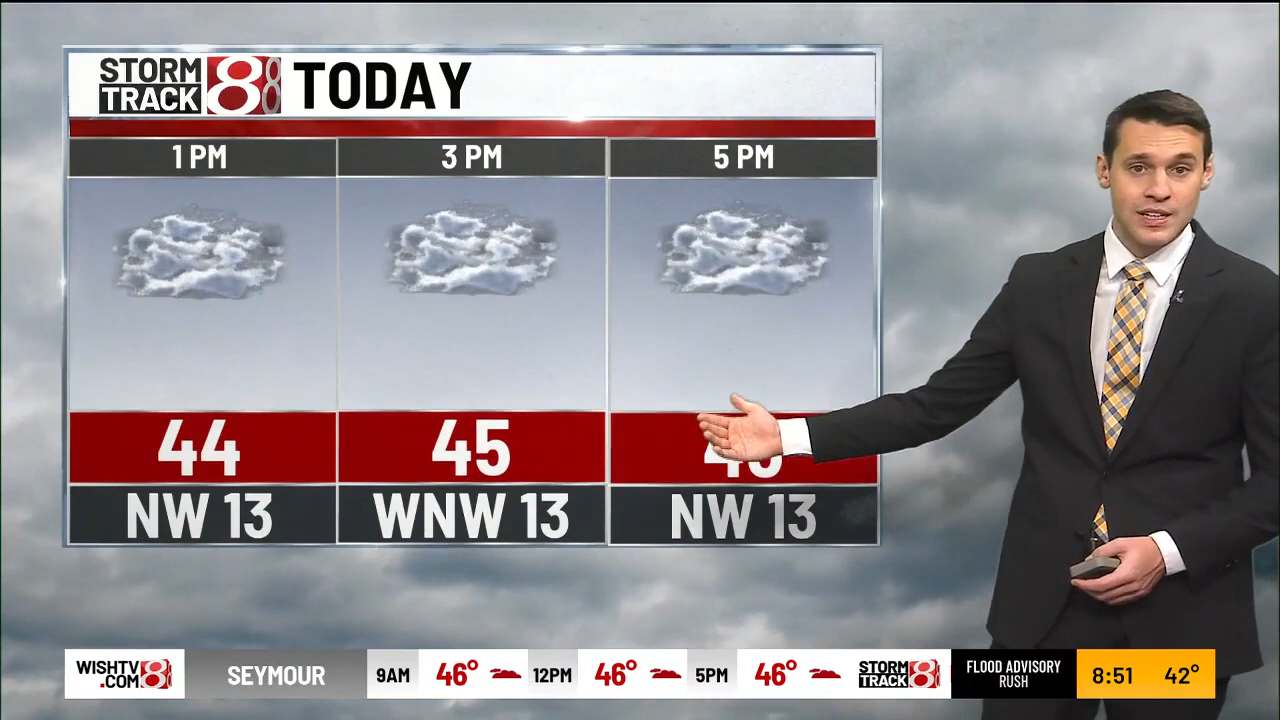 STORM
TRACK 8
TODAY
1 PM
3 PM
5 PM
44
45
NW 13
WNW 13
NW 13
WISHTV
.COM 8
SEYMOUR
9AM
46°
12PM
46°
5PM
46°
STORM
TRACK 8
FLOOD ADVISORY
RUSH
8:51
42°